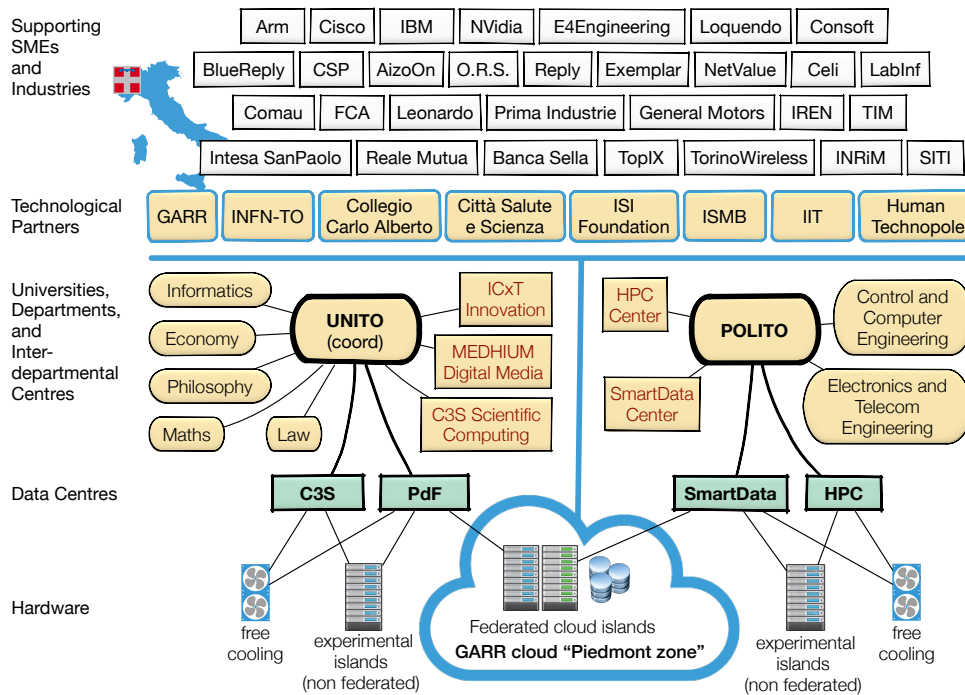 Supporting
SMEs
and
Industries
Arm Cisco IBM NVidia E4Engineering Loquendo Consoft
BlueReply CSP AizoOn O.R.S. Reply Exemplar NetValue Celi LabInf
Comau FCA Leonardo Prima Industrie General Motors IREN TIM
Intesa SanPaolo Reale Mutua Banca Sella TopIX TorinoWireless INRiM SITI
Technological
Partners
GARR
INFN-TO
Collegio
Carlo Alberto
Città Salute
e Scienza
ISI
Foundation
ISMB
IIT
Human
Technopole
Universities,
Departments,
and
Inter-
departmental
Centres
Informatics
Economy
Philosophy
Maths
Law
UNITO
(coord)
ICxT
Innovation
MEDHIUM
Digital Media
C3S Scientific
Computing
HPC
Center
SmartData
Center
POLITO
Control and
Computer
Engineering
Electronics and
Telecom
Engineering
Data Centres
C3S
PdF
SmartData
HPC
Hardware
free
cooling
experimental
islands
(non federated)
Federated cloud islands
GARR cloud “Piedmont zone”
experimental
islands
(non federated)
free
cooling